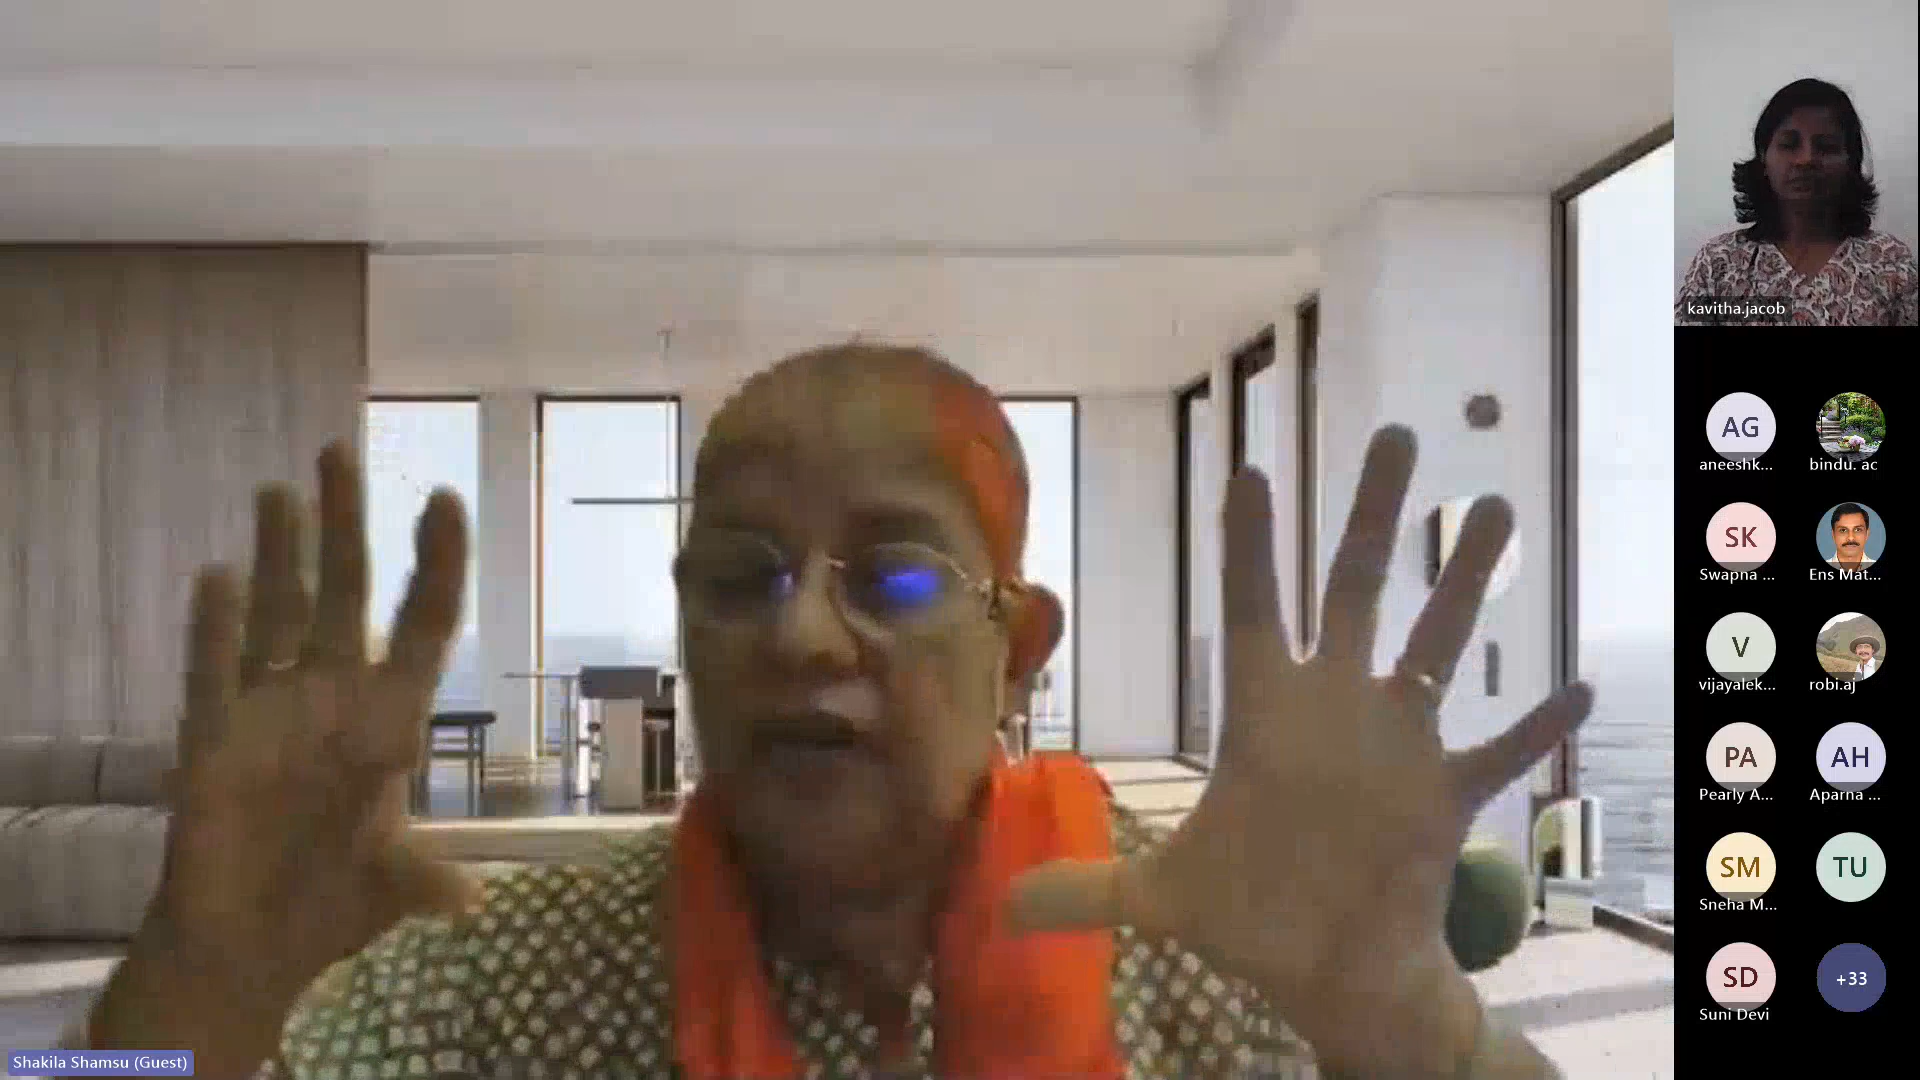 kavitha.jacob
AG
aneeshk...
bindu. ac
SK
Swapna ...
Ens Mat...
V
vijayalek...
robi.aj
PA
Pearly A...
AH
Aparna ...
SM
Sneha M...
TU
SD
Suni Devi
+33
Shakila Shamsu (Guest)